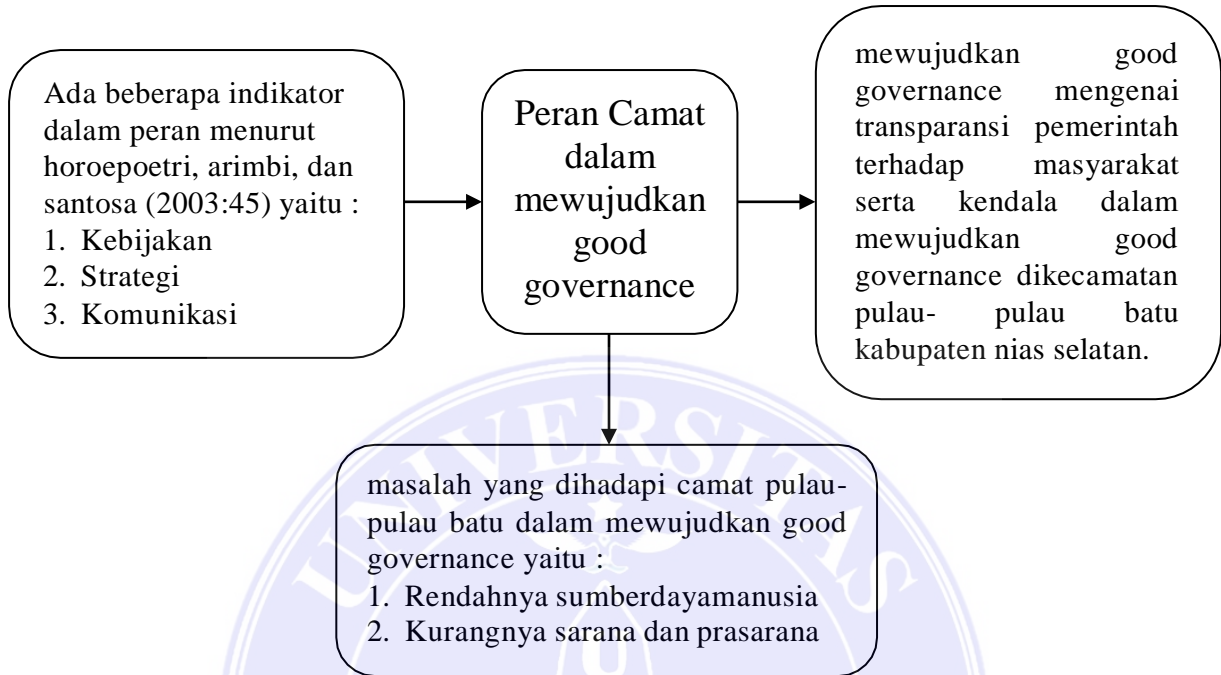 Ada beberapa indikator
dalam peran menurut
horoepoetri, arimbi, dan
santosa (2003:45) yaitu :
1. Kebijakan
2. Strategi
3. Komunikasi
Peran Camat
dalam
mewujudkan
good
governance
mewujudkan good
governance mengenai
transparansi pemerintah
terhadap masyarakat
serta kendala dalam
mewujudkan good
governance dikecamatan
pulau- pulau batu
kabupaten nias selatan.
masalah yang dihadapi camat pulau-
pulau batu dalam mewujudkan good
governance yaitu :
1. Rendahnya sumberdayamanusia
2. Kurangnya sarana dan prasarana
UNIVERSITAS